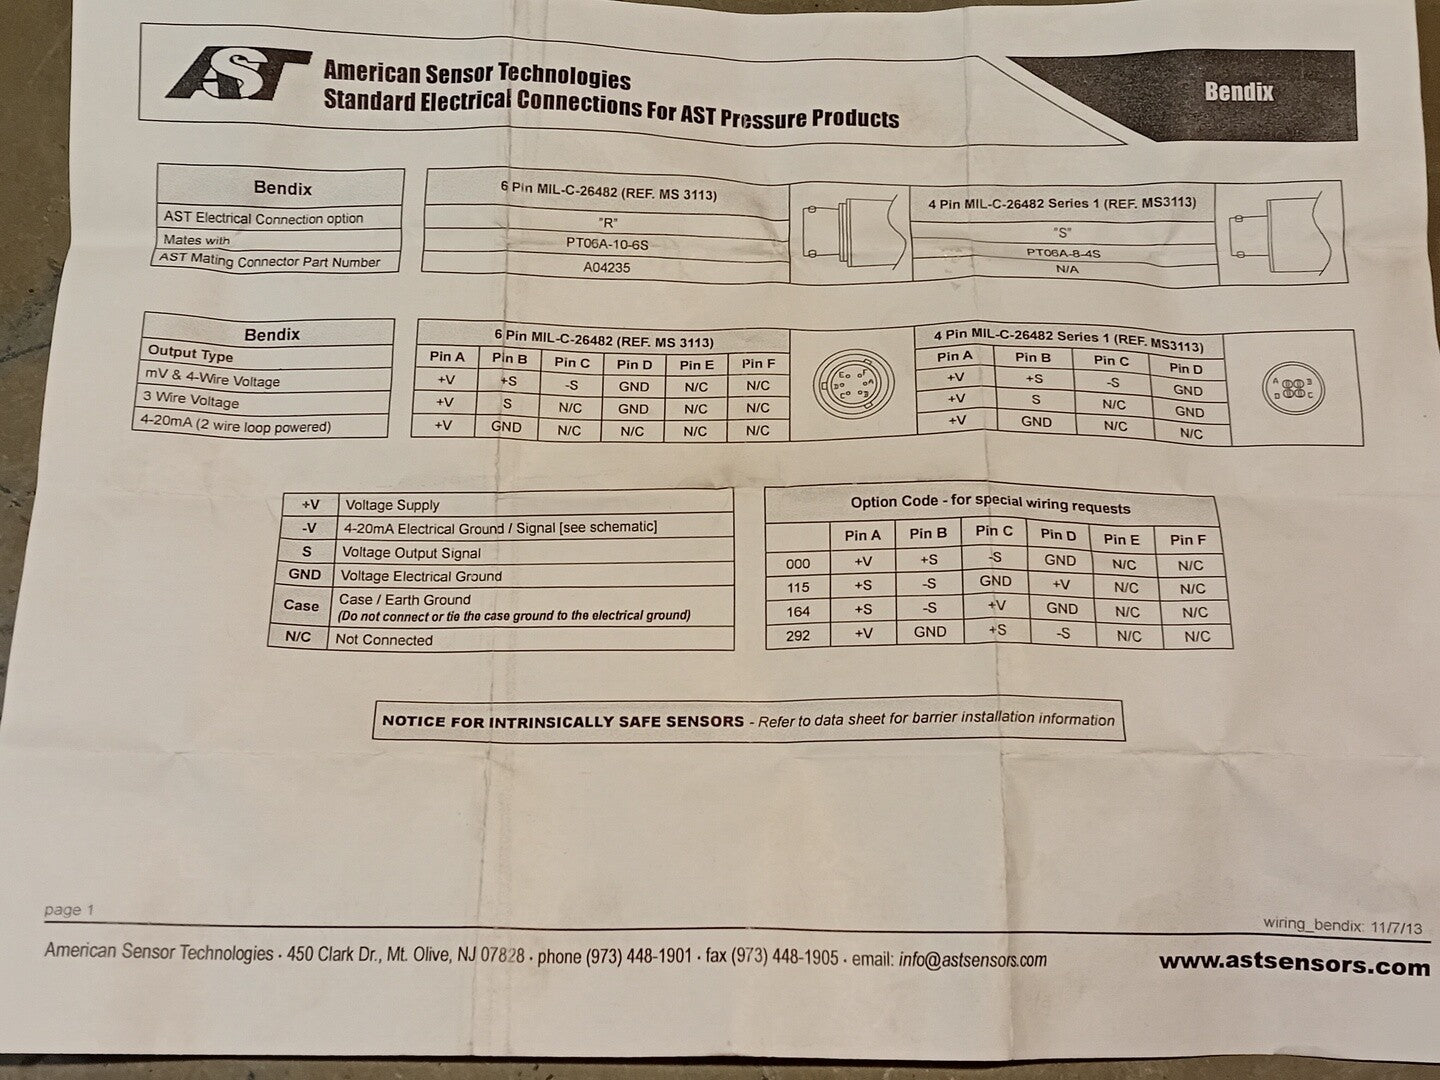 AST
American Sensor Technologies
Standard Electrical Connections For AST Pressure Products
Bendix
Bendix
AST Electrical Connection option
Mates with
AST Mating Connector Part Number
6 Pin MIL-C-26482 (REF. MS 3113)
"R"
PT06A-10-6S
A04235
4 Pin MIL-C-26482 Series 1 (REF. MS3113)
"S"
PT06A-8-4S
N/A
Bendix
Output Type
mV & 4-Wire Voltage
3 Wire Voltage
4-20mA (2 wire loop powered)
6 Pin MIL-C-26482 (REF. MS 3113)
Pin A Pin B Pin C Pin D Pin E Pin F
+V +S -S GND N/C N/C
+V S N/C GND N/C N/C
+V GND N/C N/C N/C N/C
E F
D A
C B
4 Pin MIL-C-26482 Series 1 (REF. MS3113)
Pin A Pin B Pin C Pin D
+V +S -S GND
+V S N/C GND
+V GND N/C N/C
A B
D C
+V Voltage Supply
-V 4-20mA Electrical Ground / Signal [see schematic]
S Voltage Output Signal
GND Voltage Electrical Ground
Case Case / Earth Ground
(Do not connect or tie the case ground to the electrical ground)
N/C Not Connected
Option Code - for special wiring requests
Pin A Pin B Pin C Pin D Pin E Pin F
000 +V +S -S GND N/C N/C
115 +S -S GND +V N/C N/C
164 +S -S +V GND N/C N/C
292 +V GND +S -S N/C N/C
NOTICE FOR INTRINSICALLY SAFE SENSORS - Refer to data sheet for barrier installation information
page 1
wiring_bendix: 11/7/13
American Sensor Technologies · 450 Clark Dr., Mt. Olive, NJ 07828 · phone (973) 448-1901 · fax (973) 448-1905 · email: info@astsensors.com
www.astsensors.com